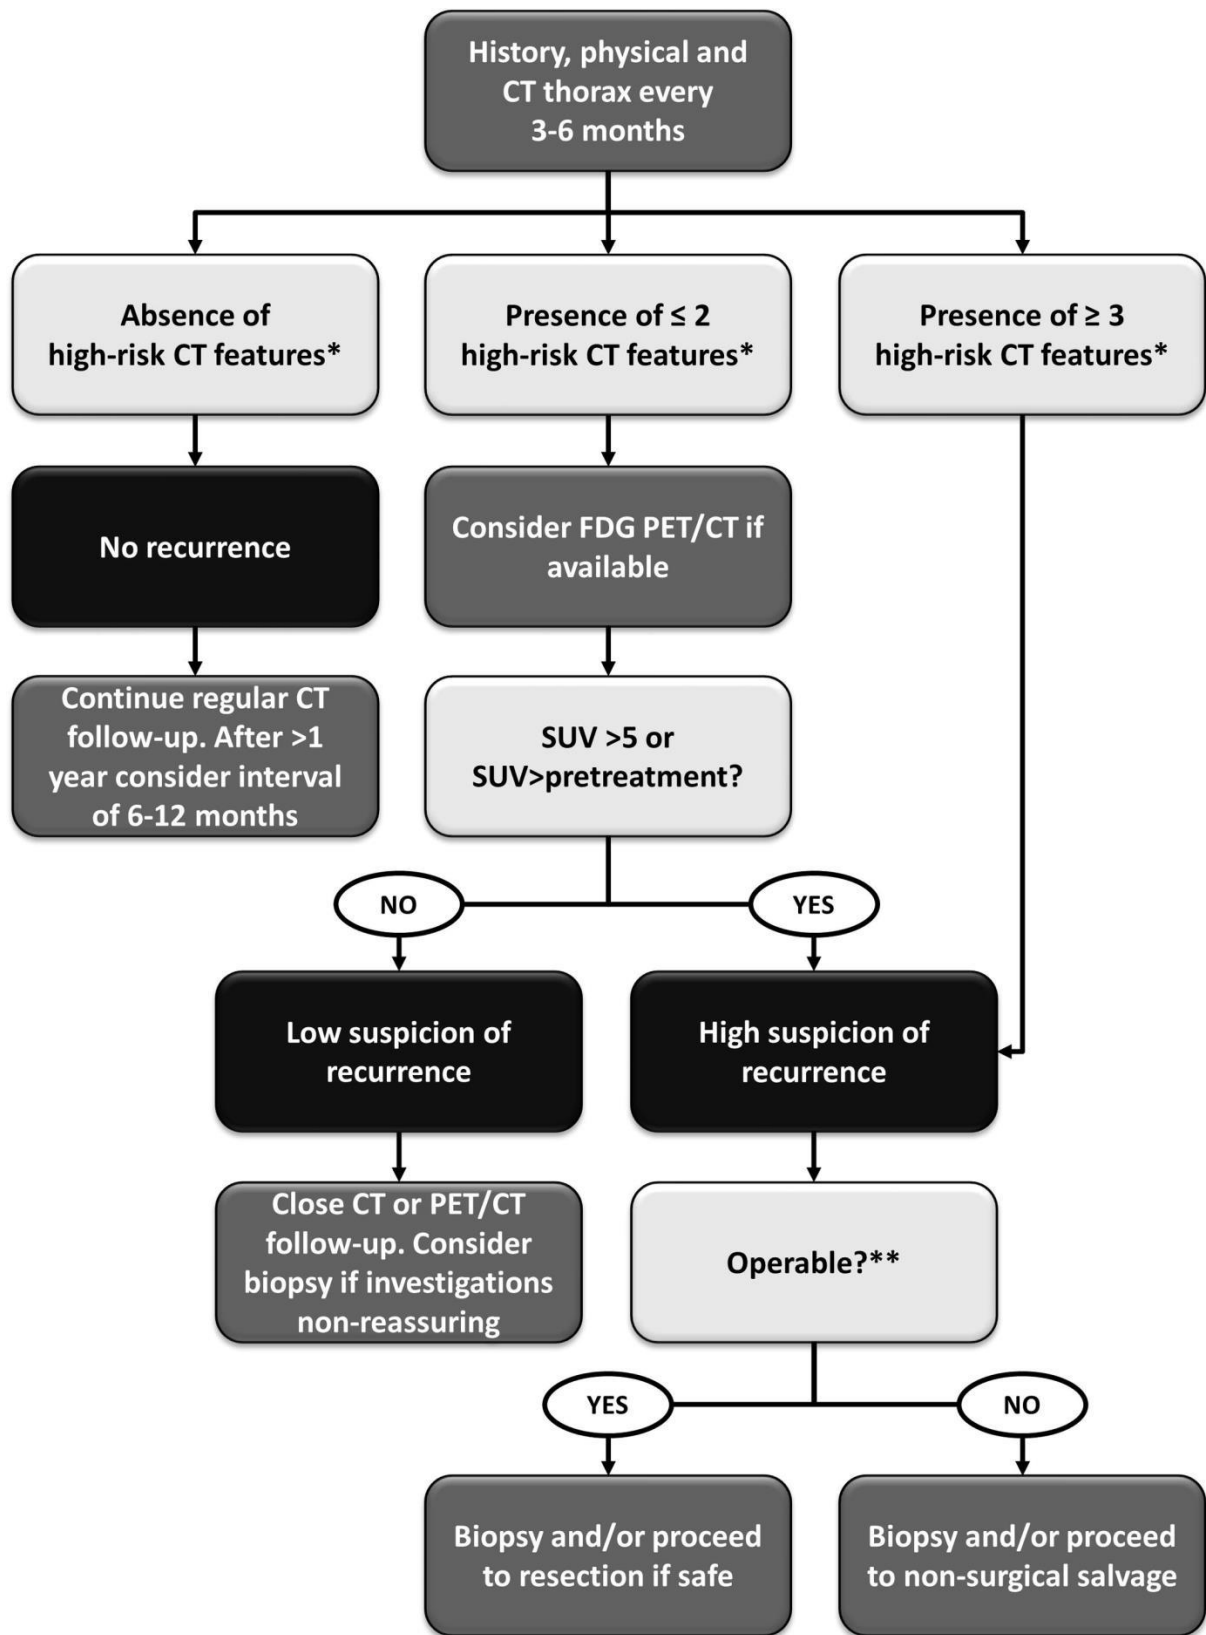 History, physical and
CT thorax every
3-6 months
Absence of
high-risk CT features*
Presence of ≤ 2
high-risk CT features*
Presence of ≥ 3
high-risk CT features*
No recurrence
Consider FDG PET/CT if
available
Continue regular CT
follow-up. After >1
year consider interval
of 6-12 months
SUV >5 or
SUV>pretreatment?
NO
YES
Low suspicion of
recurrence
High suspicion of
recurrence
Close CT or PET/CT
follow-up. Consider
biopsy if investigations
non-reassuring
Operable?**
YES
NO
Biopsy and/or proceed
to resection if safe
Biopsy and/or proceed
to non-surgical salvage